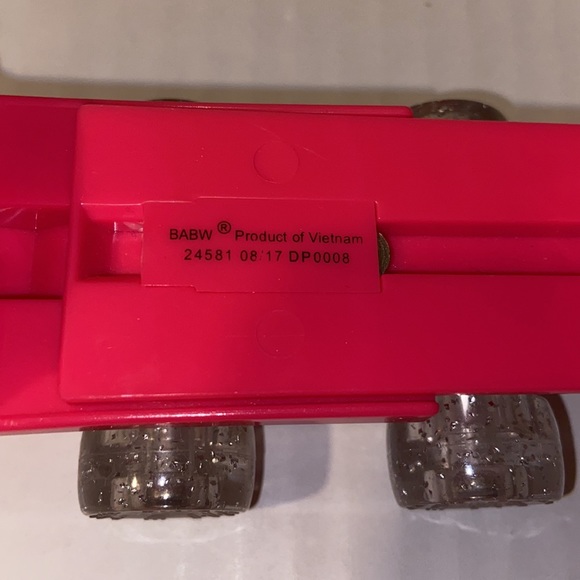 BABW ® Product of Vietnam
24581 08/17 DP0008